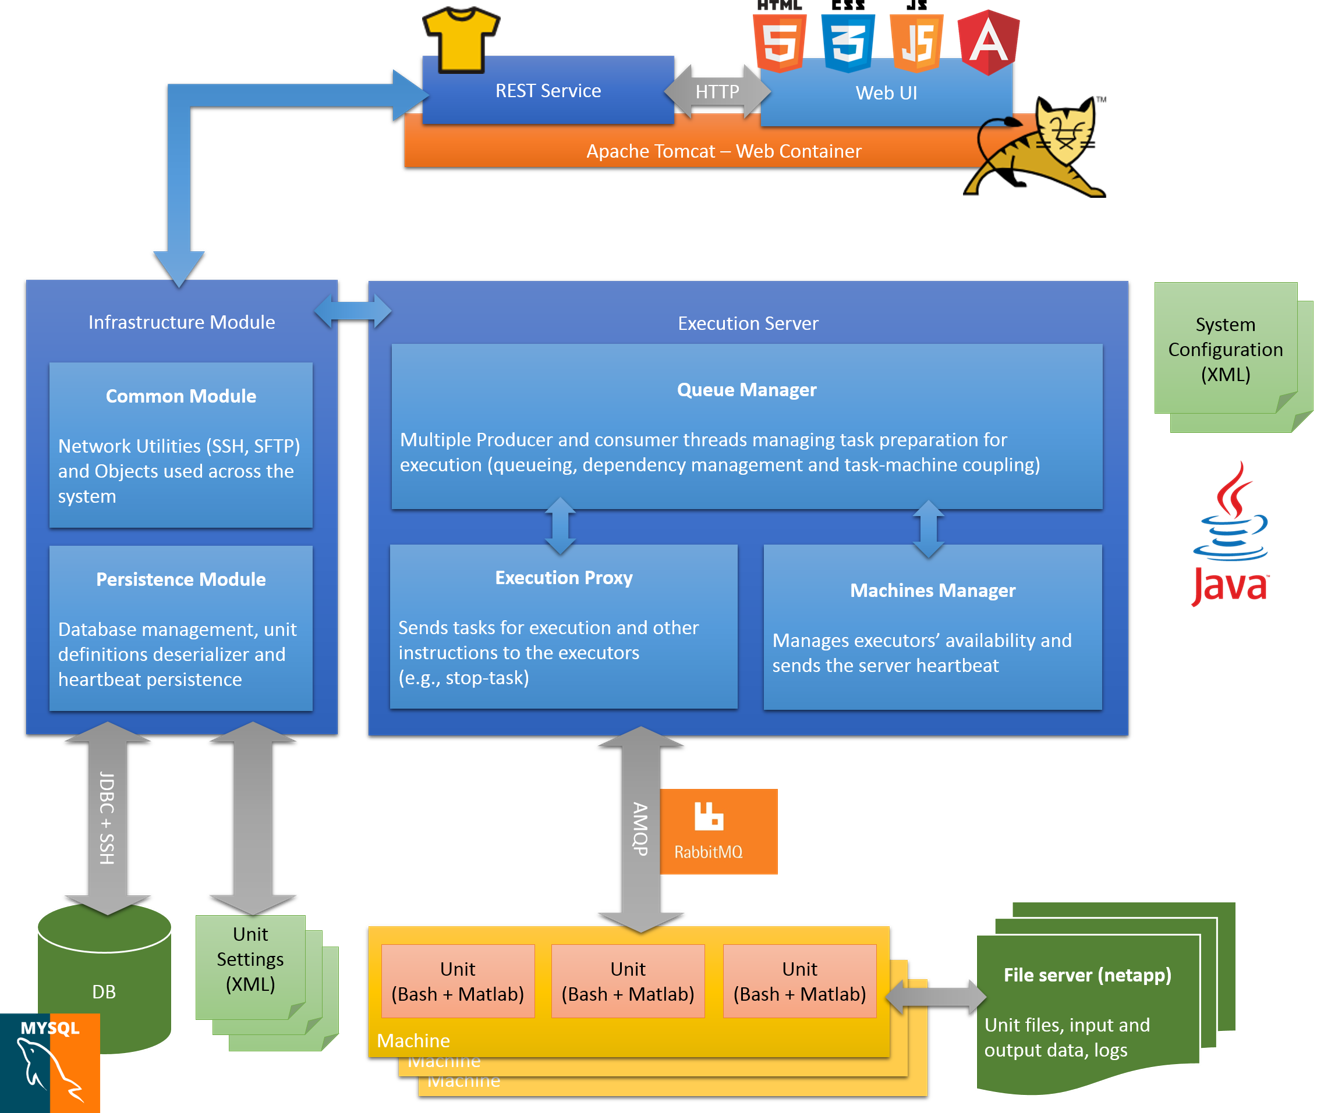 HTML
CSS
JS
5
3
JS
A
REST Service
HTTP
Web UI
TM
Apache Tomcat – Web Container
Infrastructure Module
Common Module
Network Utilities (SSH, SFTP)
and Objects used across the
system
Persistence Module
Database management, unit
definitions deserializer and
heartbeat persistence
Execution Server
Queue Manager
Multiple Producer and consumer threads managing task preparation for
execution (queueing, dependency management and task-machine coupling)
Execution Proxy
Sends tasks for execution and other
instructions to the executors
(e.g., stop-task)
Machines Manager
Manages executors’ availability and
sends the server heartbeat
System
Configuration
(XML)
Java
JDBC + SSH
AMQP
RabbitMQ
DB
MYSQL
Unit
Settings
(XML)
Unit
(Bash + Matlab)
Unit
(Bash + Matlab)
Unit
(Bash + Matlab)
Machine
Machine
Machine
File server (netapp)
Unit files, input and
output data, logs